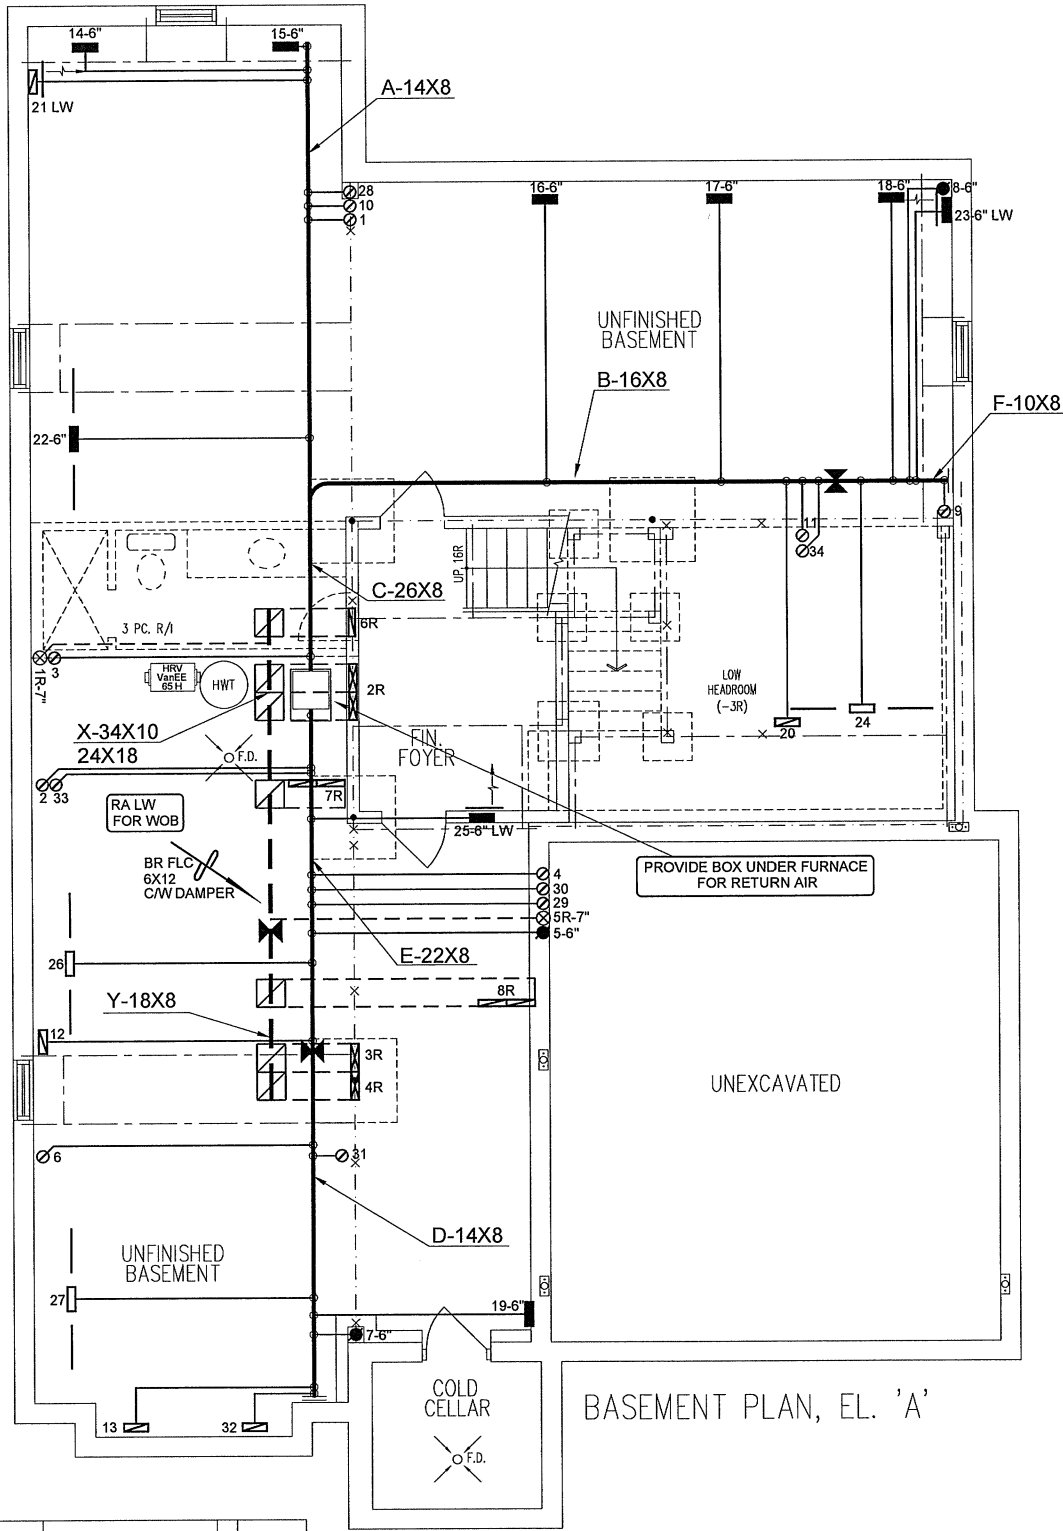 14-6"
15-6"
21 LW
A-14X8
28
10
1
16-6"
17-6"
18-6"
8-6"
23-6" LW
UNFINISHED
BASEMENT
B-16X8
F-10X8
22-6"
9
11
34
UP 16R
C-26X8
6R
3 PC. R/I
1R-7"
3
HRV
VanEE
65 H
HWT
2R
LOW
HEADROOM
(-3R)
X-34X10
24X18
20
24
F.D.
FIN.
FOYER
2
33
7R
RA LW
FOR WOB
25-6" LW
BR FLC
6X12
C/W DAMPER
PROVIDE BOX UNDER FURNACE
FOR RETURN AIR
4
30
29
5R-7"
5-6"
26
E-22X8
8R
Y-18X8
12
3R
4R
UNEXCAVATED
6
31
D-14X8
UNFINISHED
BASEMENT
27
19-6"
7-6"
COLD
CELLAR
BASEMENT PLAN, EL. 'A'
13
32
F.D.